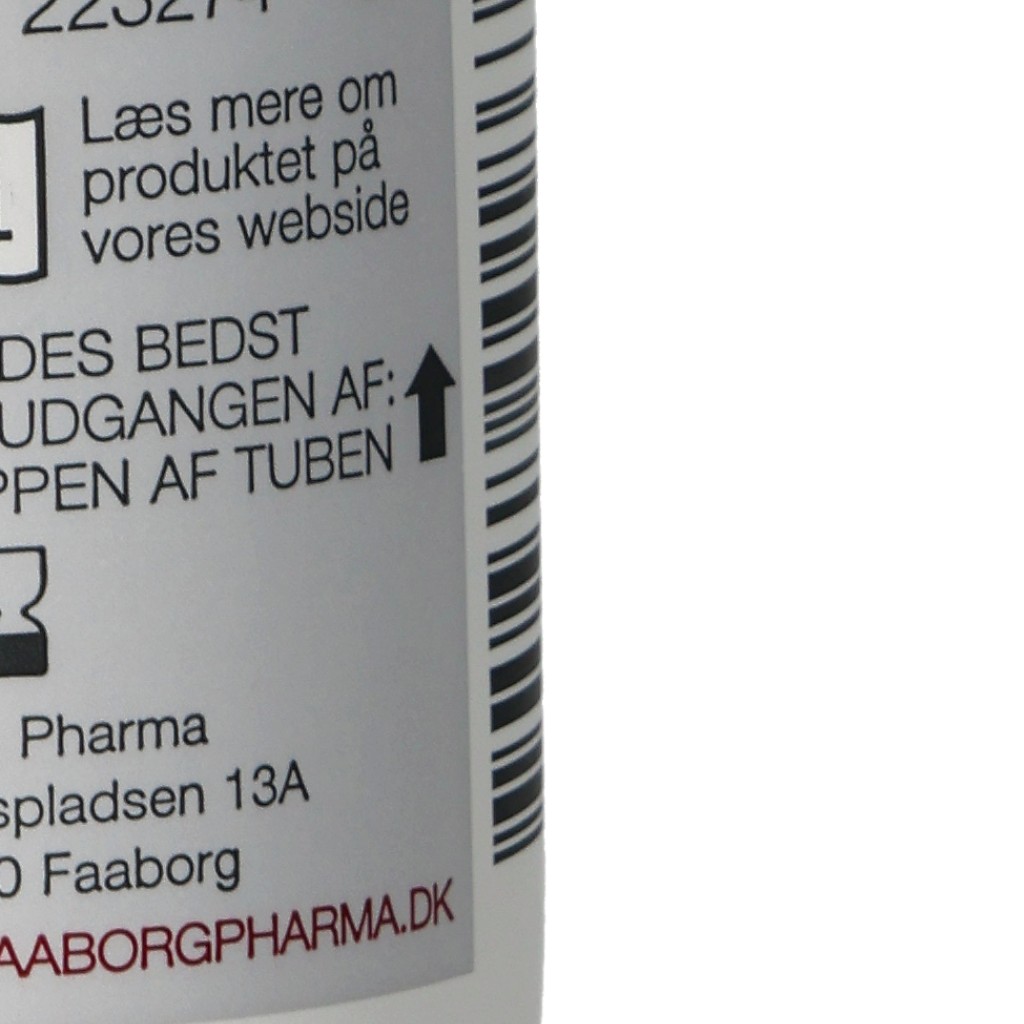 Læs mere om
produktet på
vores webside
DES BEDST
UDGANGEN AF:
PPEN AF TUBEN
Pharma
spladsen 13A
0 Faaborg
AABORGPHARMA.DK